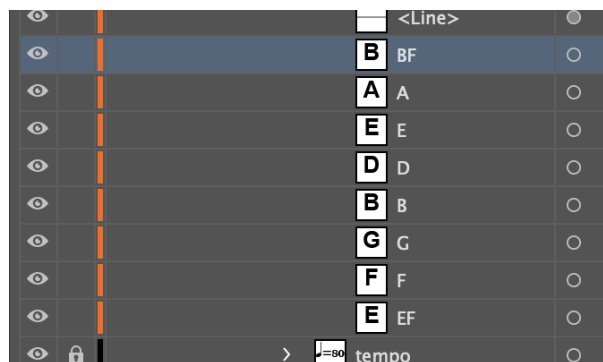 <Line>
B BF
A A
E E
D D
B B
G G
F F
E EF
♩=80 tempo